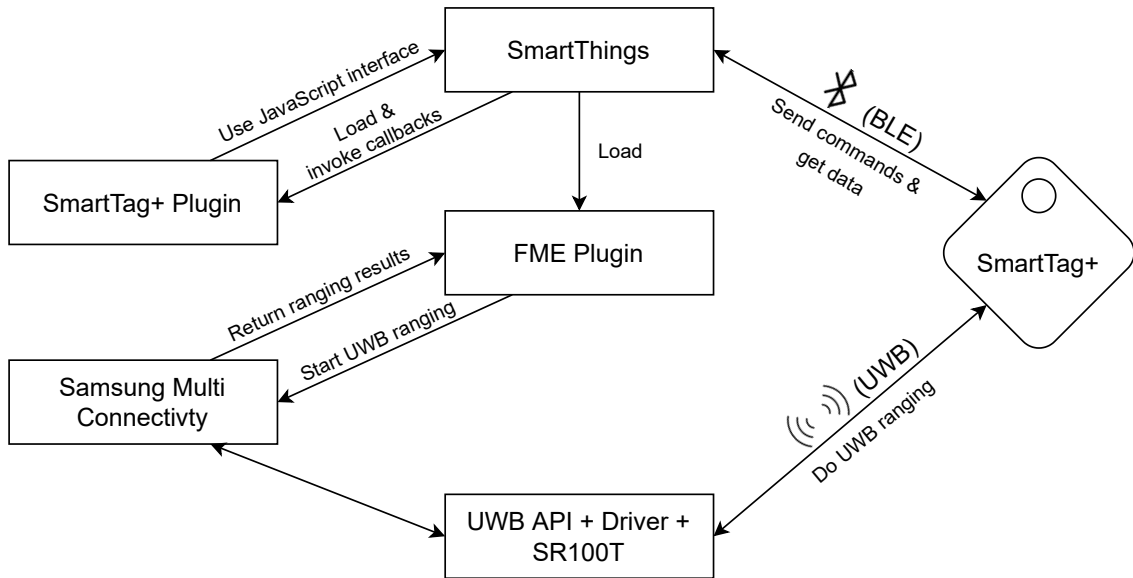 SmartThings
Use JavaScript interface
Load &
invoke callbacks
Load
(BLE)
Send commands &
get data
SmartTag+ Plugin
FME Plugin
SmartTag+
Return ranging results
Start UWB ranging
Samsung Multi
Connectivty
(UWB)
Do UWB ranging
UWB API + Driver +
SR100T